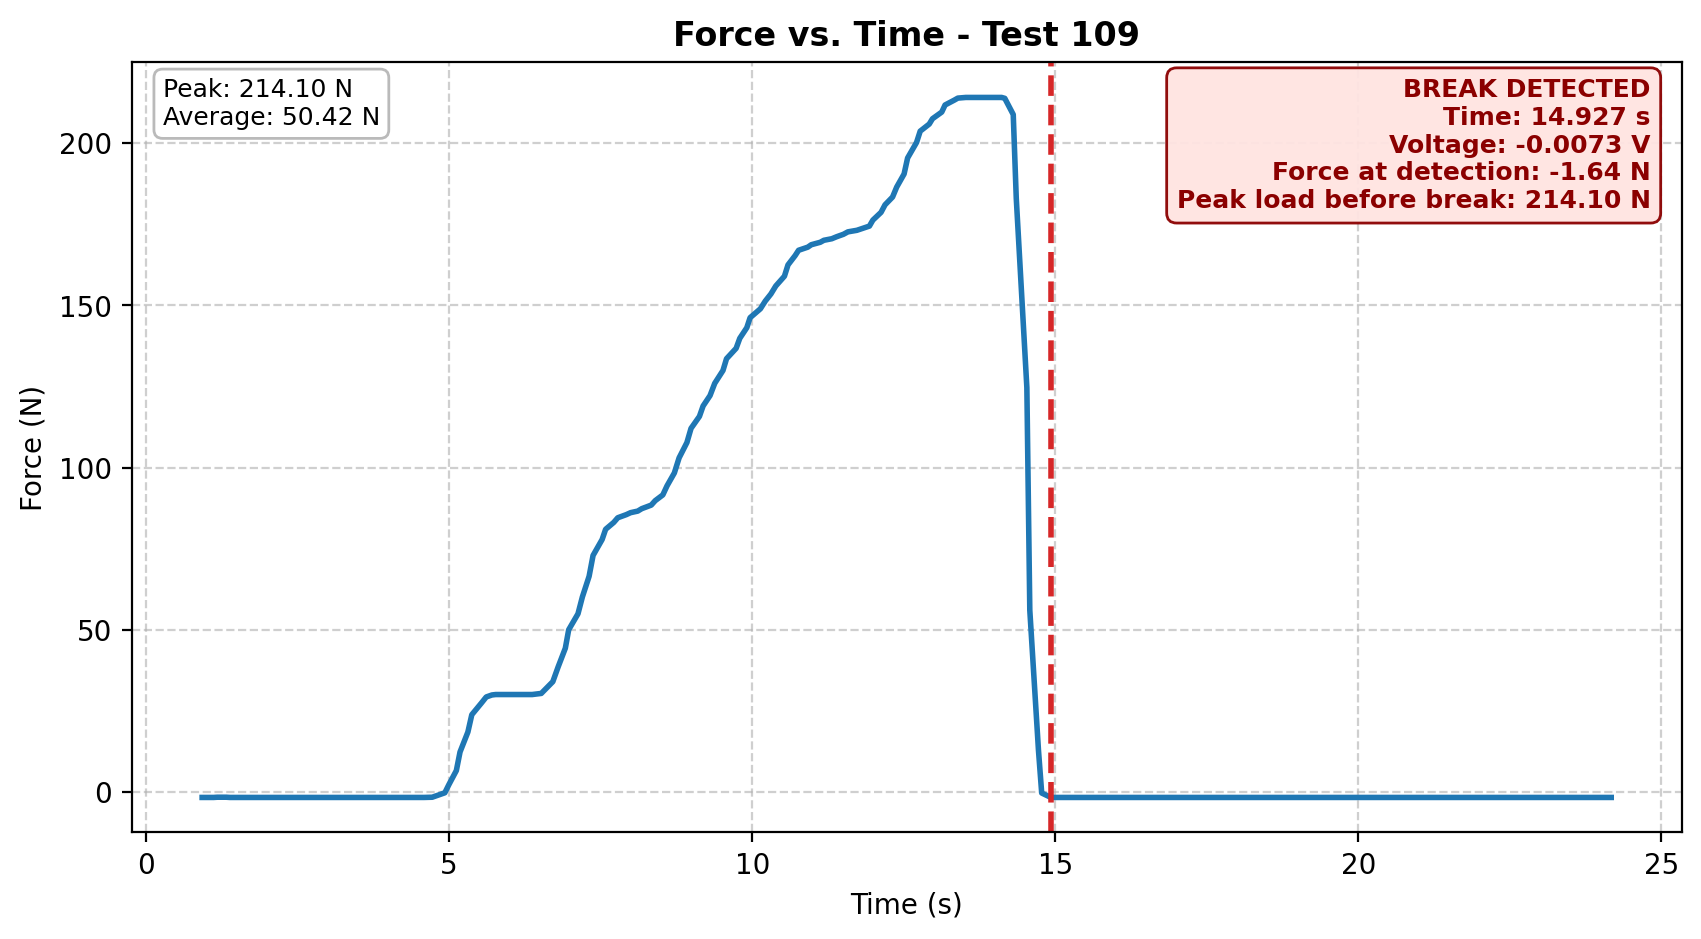 Force vs. Time - Test 109
Peak: 214.10 N
Average: 50.42 N
BREAK DETECTED
Time: 14.927 s
Voltage: -0.0073 V
Force at detection: -1.64 N
Peak load before break: 214.10 N
Force (N)
200
150
100
50
0
0
5
10
15
20
25
Time (s)